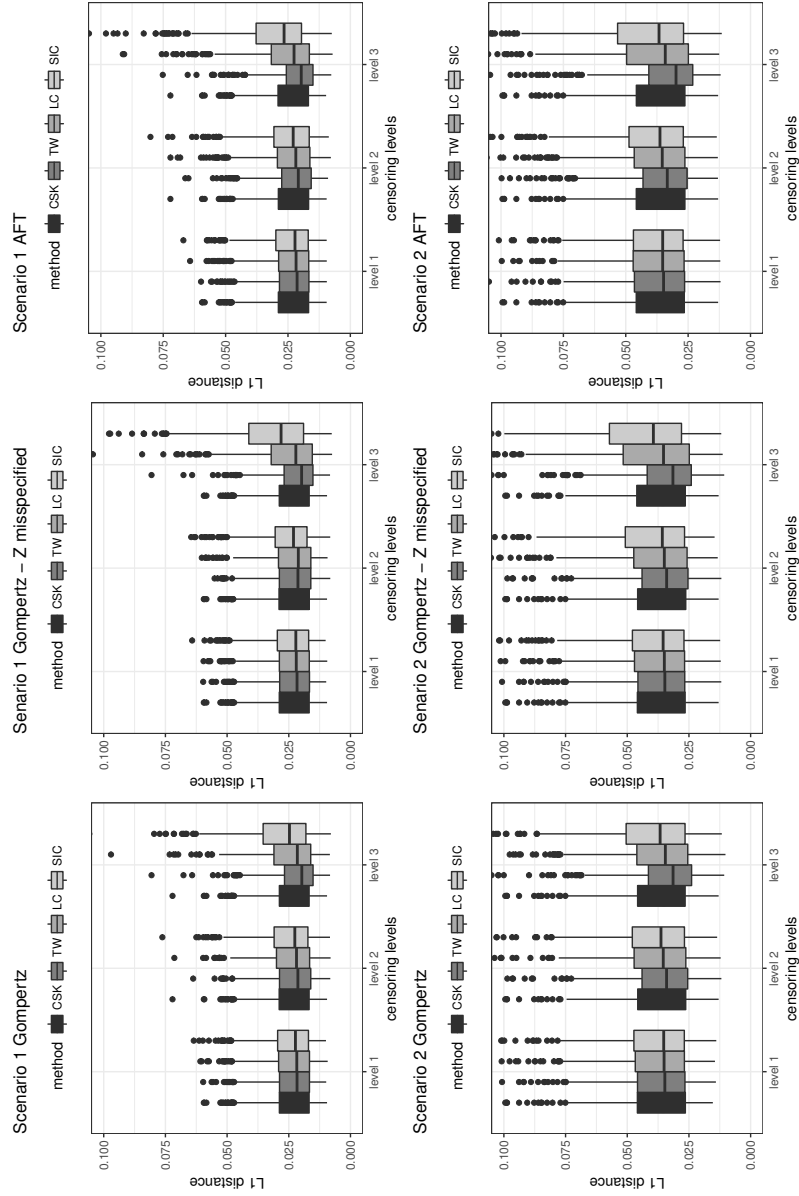 Scenario 1 Gompertz
method CSK TW LC SIC
L1 distance
0.100
0.075
0.050
0.025
0.000
level 1 level 2 level 3
censoring levels
Senario 1 Gompertz – Z misspecified
method CSK TW LC SIC
L1 distance
0.100
0.075
0.050
0.025
0.000
level 1 level 2 level 3
censoring levels
Scenario 1 AFT
method CSK TW LC SIC
L1 distance
0.100
0.075
0.050
0.025
0.000
level 1 level 2 level 3
censoring levels
Scenario 2 Gompertz
method CSK TW LC SIC
L1 distance
0.100
0.075
0.050
0.025
0.000
level 1 level 2 level 3
censoring levels
Senario 2 Gompertz – Z misspecified
method CSK TW LC SIC
L1 distance
0.100
0.075
0.050
0.025
0.000
level 1 level 2 level 3
censoring levels
Scenario 2 AFT
method CSK TW LC SIC
L1 distance
0.100
0.075
0.050
0.025
0.000
level 1 level 2 level 3
censoring levels